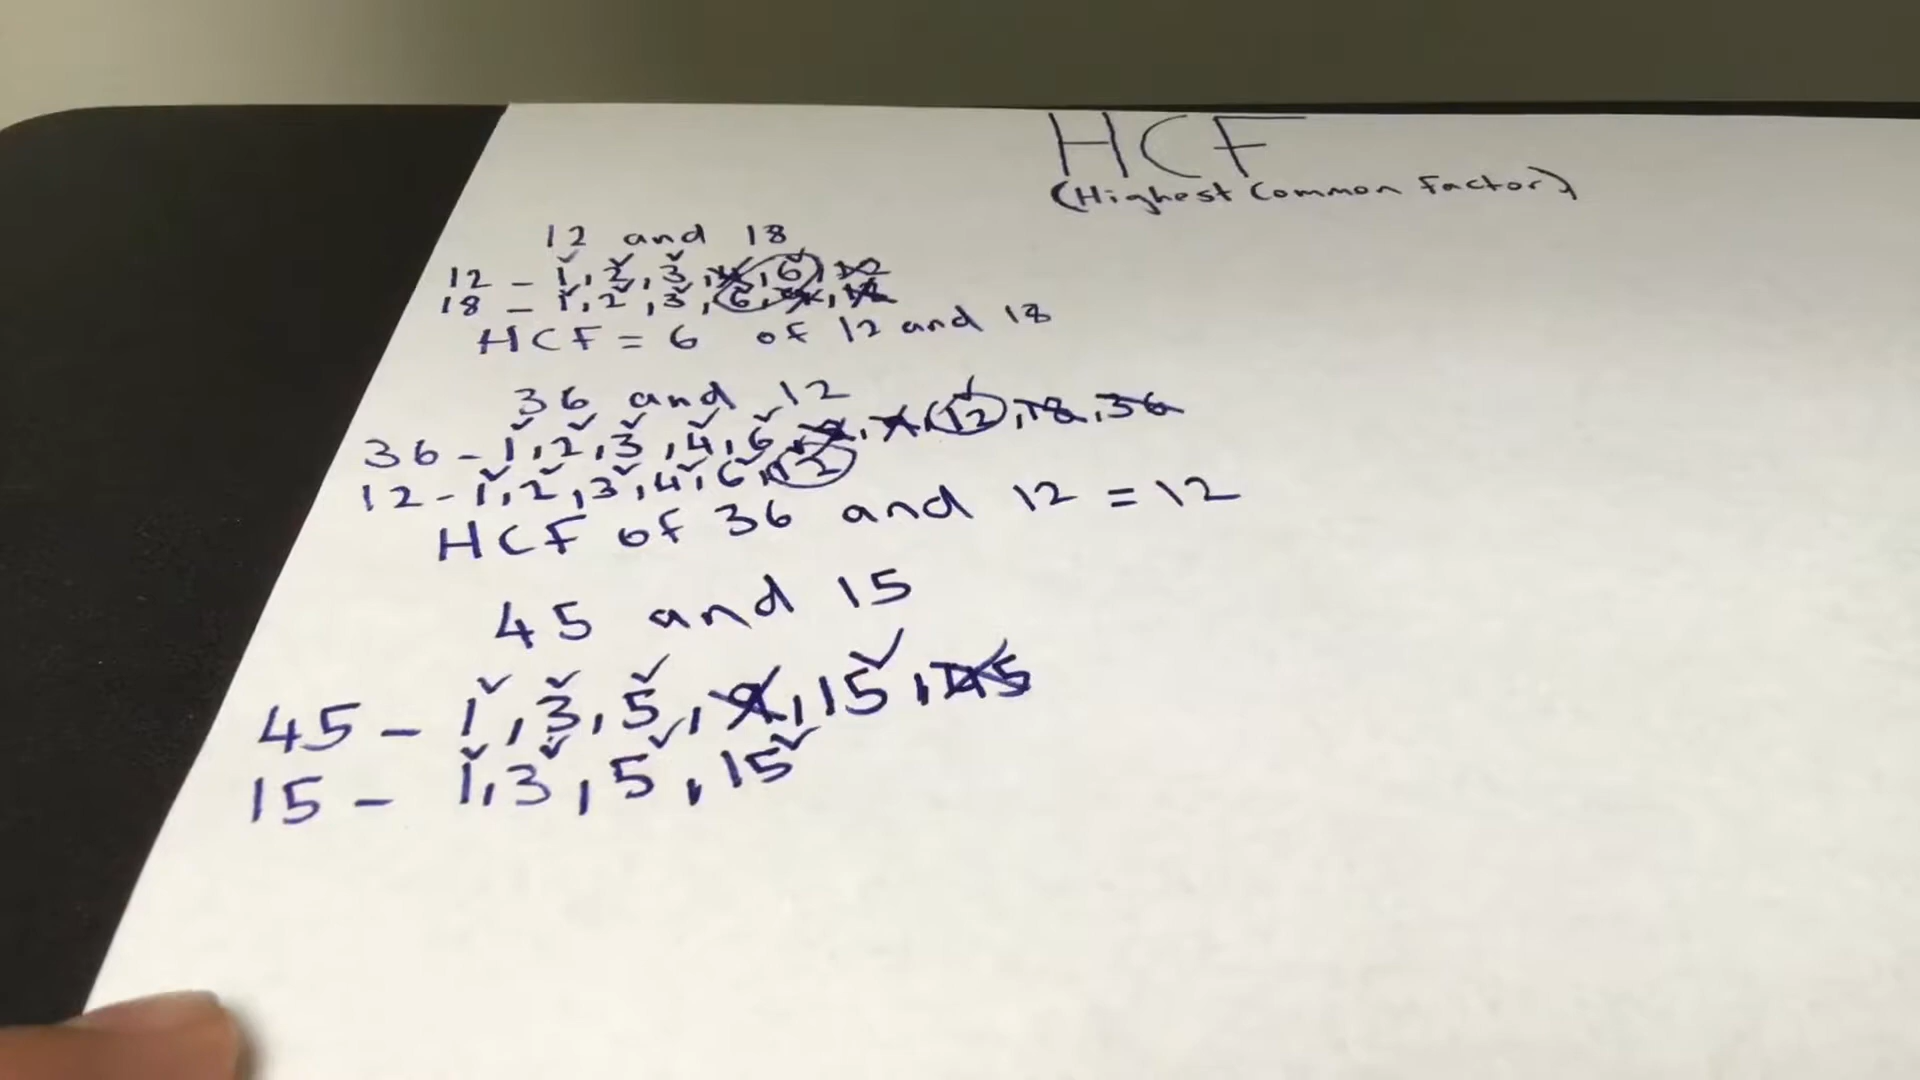 HCF
(Highest Common Factor)
12 and 18
12 - 1, 2, 3, 4, 6, 12
18 - 1, 2, 3, 6, 9, 18
HCF = 6 of 12 and 18
36 and 12
36 - 1, 2, 3, 4, 6, 9, 12, 18, 36
12 - 1, 2, 3, 4, 6, 12
HCF of 36 and 12 = 12
45 and 15
45 - 1, 3, 5, 9, 15, 45
15 - 1, 3, 5, 15